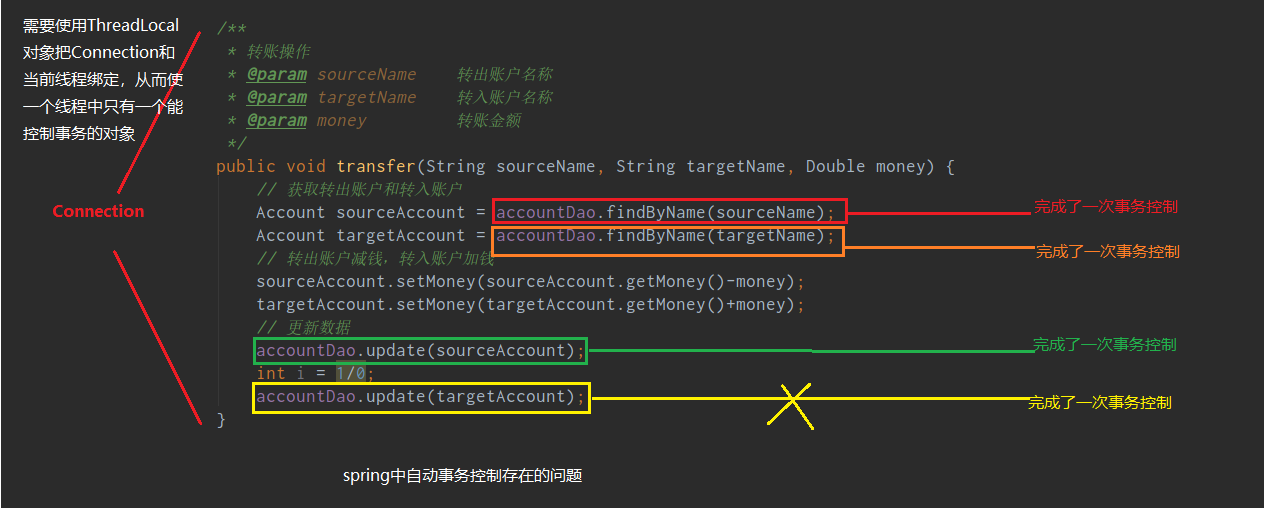 需要使用ThreadLocal
对象把Connection和
当前线程绑定，从而使
一个线程中只有一个能
控制事务的对象
Connection
/**
* 转账操作
* @param sourceName 转出账户名称
* @param targetName 转入账户名称
* @param money 转账金额
*/
public void transfer(String sourceName, String targetName, Double money) {
// 获取转出账户和转入账户
Account sourceAccount = accountDao.findByName(sourceName);
完成了一次事务控制
Account targetAccount = accountDao.findByName(targetName);
完成了一次事务控制
// 转出账户减钱，转入账户加钱
sourceAccount.setMoney(sourceAccount.getMoney()-money);
targetAccount.setMoney(targetAccount.getMoney()+money);
// 更新数据
accountDao.update(sourceAccount);
完成了一次事务控制
int i = 1/0;
accountDao.update(targetAccount);
完成了一次事务控制
}
spring中自动事务控制存在的问题